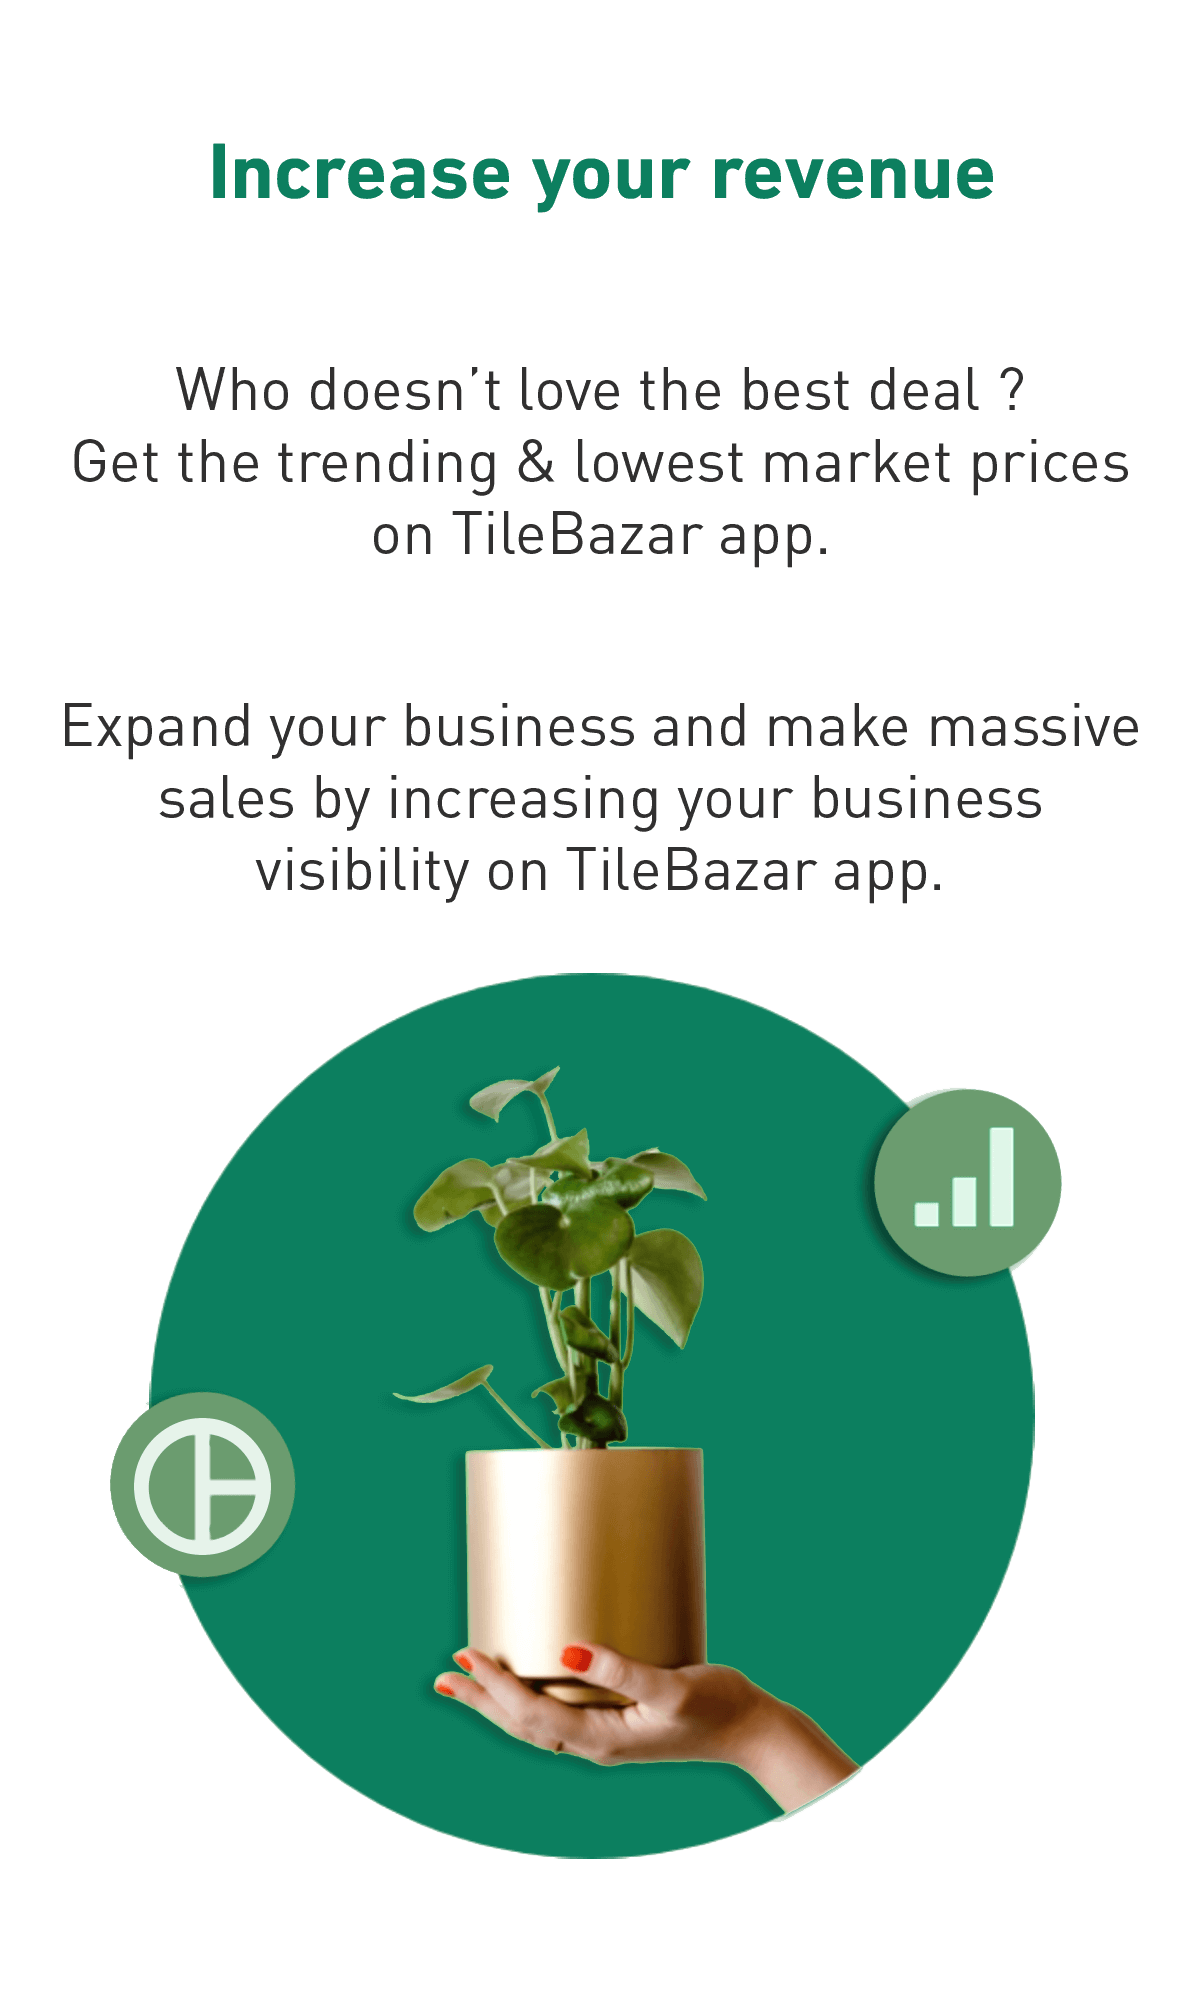 Increase your revenue
Who doesn’t love the best deal ?
Get the trending & lowest market prices
on TileBazar app.
Expand your business and make massive
sales by increasing your business
visibility on TileBazar app.